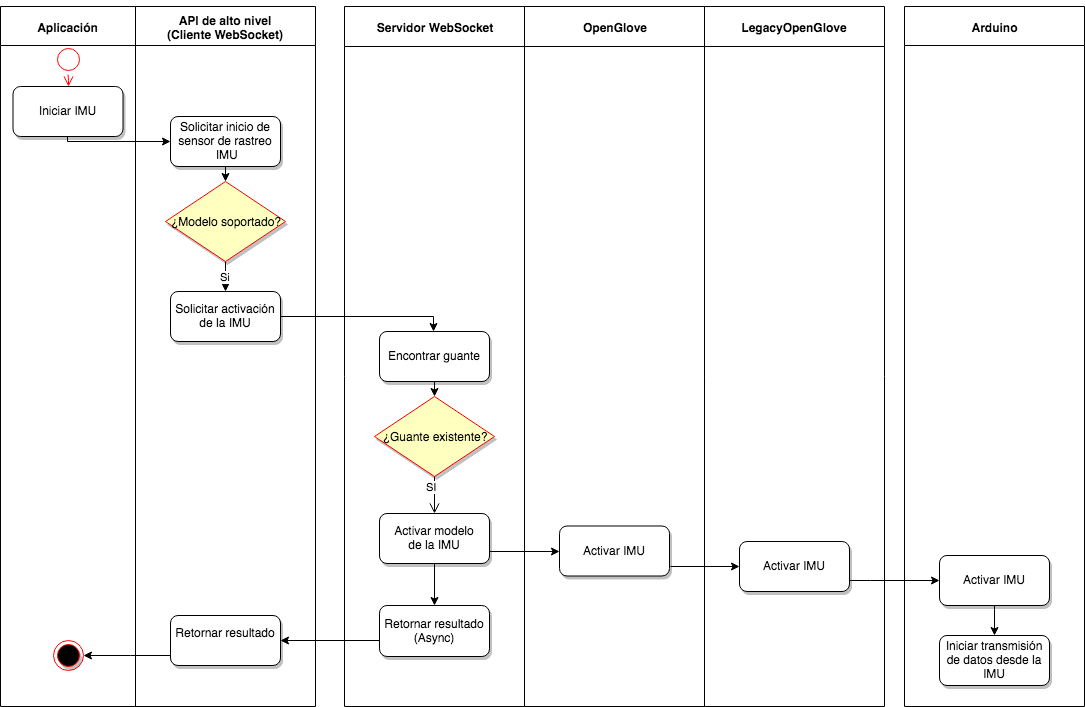 Aplicación
API de alto nivel
(Cliente WebSocket)
Servidor WebSocket
OpenGlove
LegacyOpenGlove
Arduino
Iniciar IMU
Solicitar inicio de
sensor de rastreo
IMU
¿Modelo soportado?
Si
Solicitar activación
de la IMU
Encontrar guante
¿Guante existente?
SI
Activar modelo
de la IMU
Activar IMU
Activar IMU
Activar IMU
Retornar resultado
(Async)
Retornar resultado
Iniciar transmisión
de datos desde la
IMU